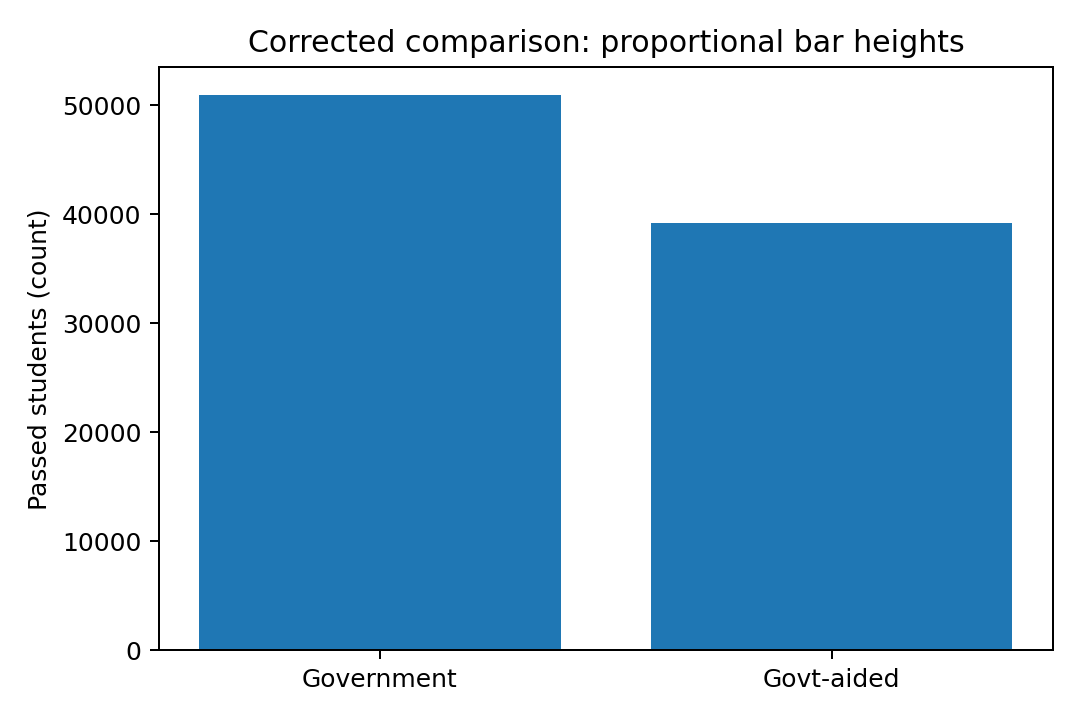 Corrected comparison: proportional bar heights
Passed students (count)
50000
40000
30000
20000
10000
0
Government
Govt-aided